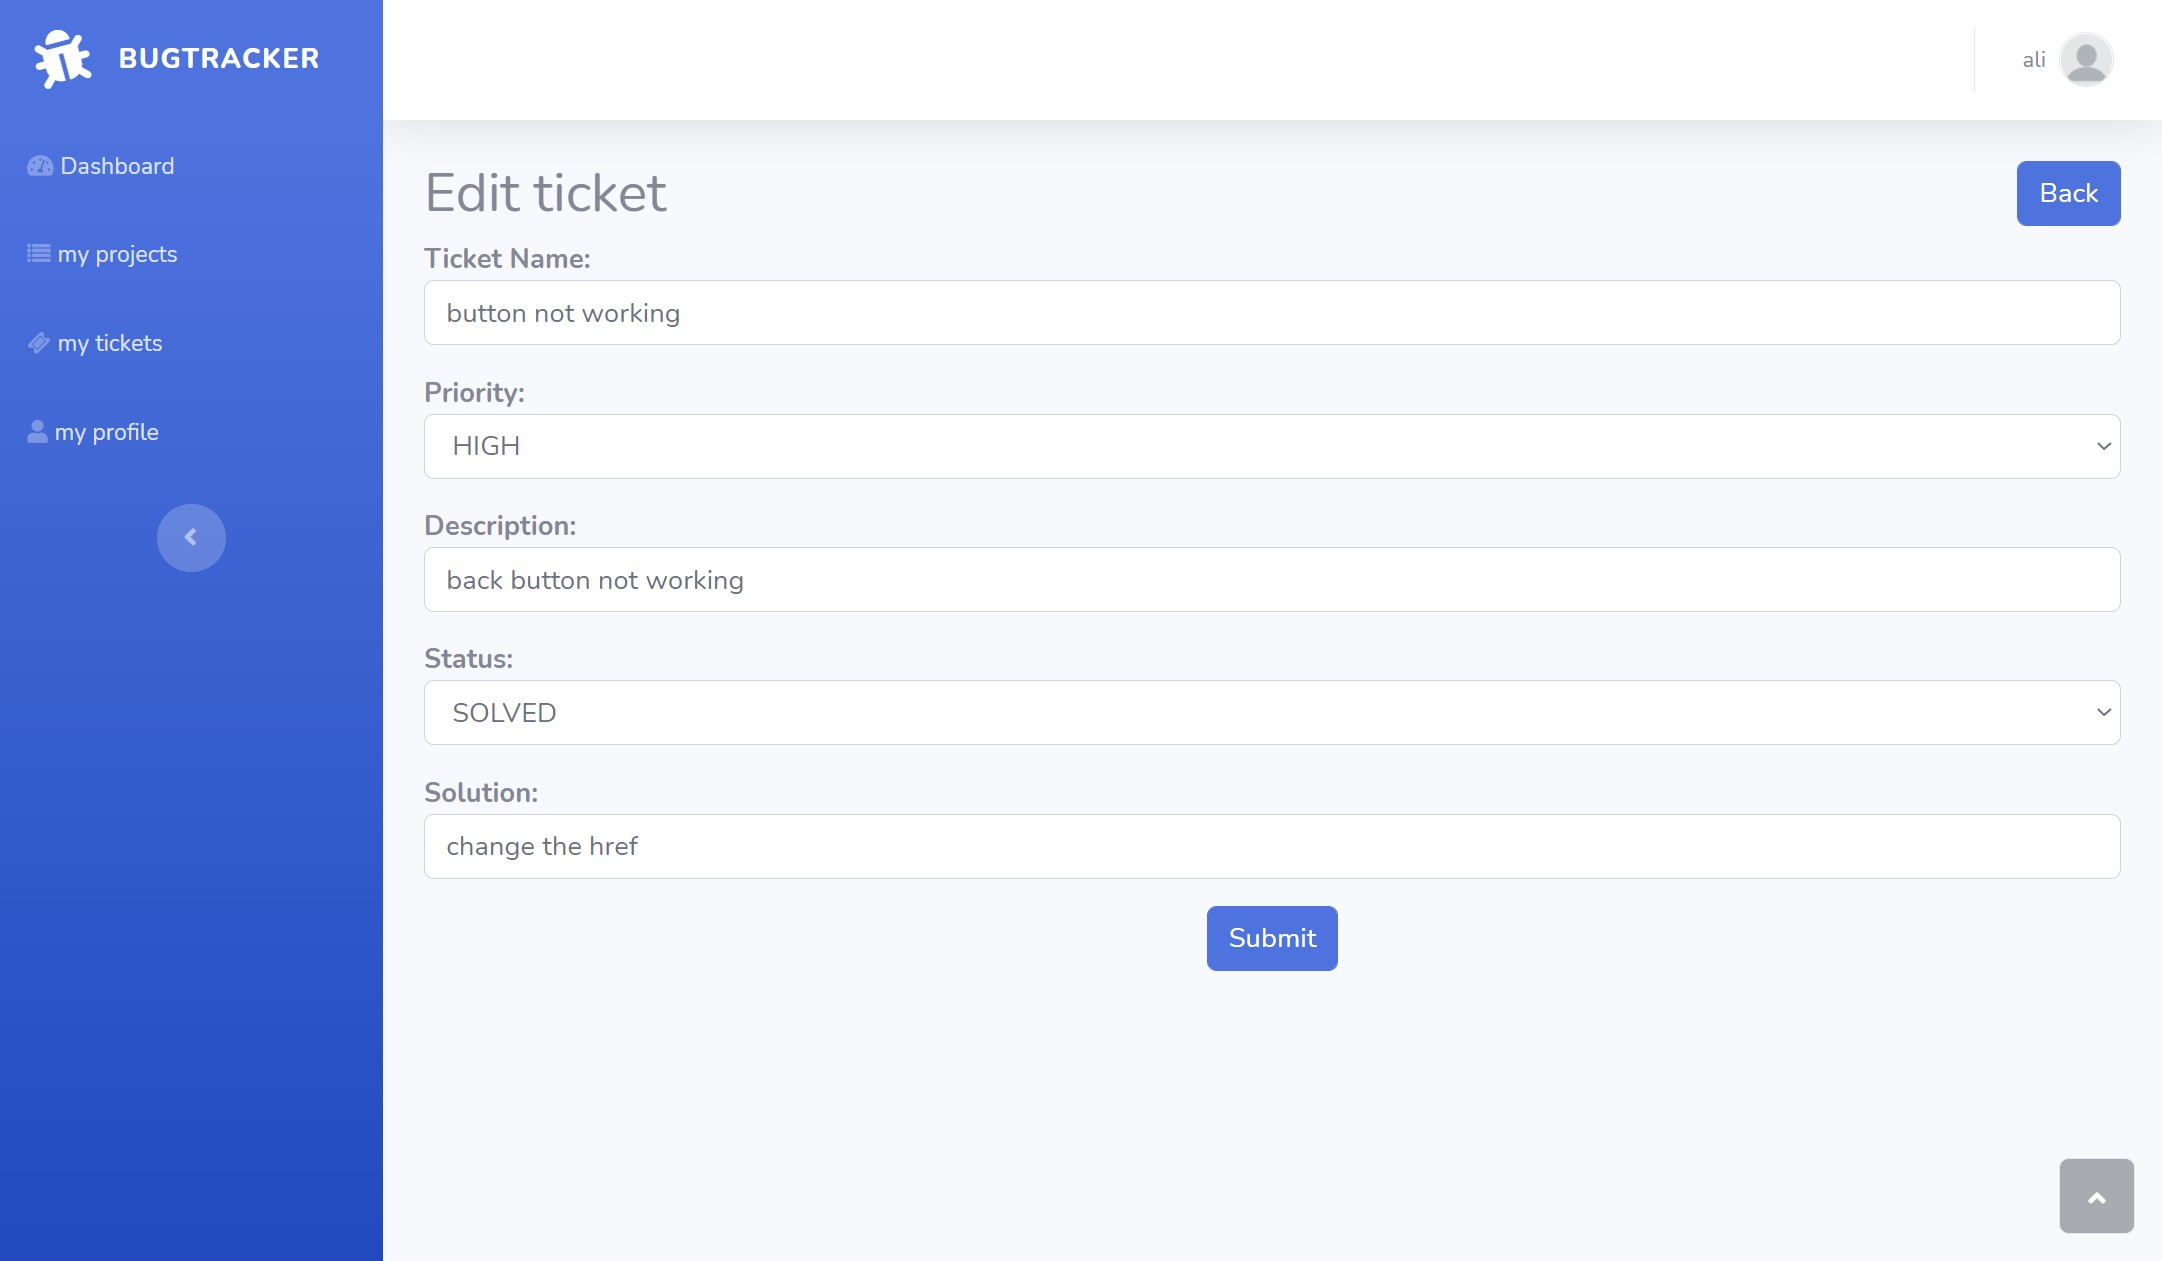 BUGTRACKER
ali
Dashboard
my projects
my tickets
my profile
Edit ticket
Back
Ticket Name:
button not working
Priority:
HIGH
Description:
back button not working
Status:
SOLVED
Solution:
change the href
Submit